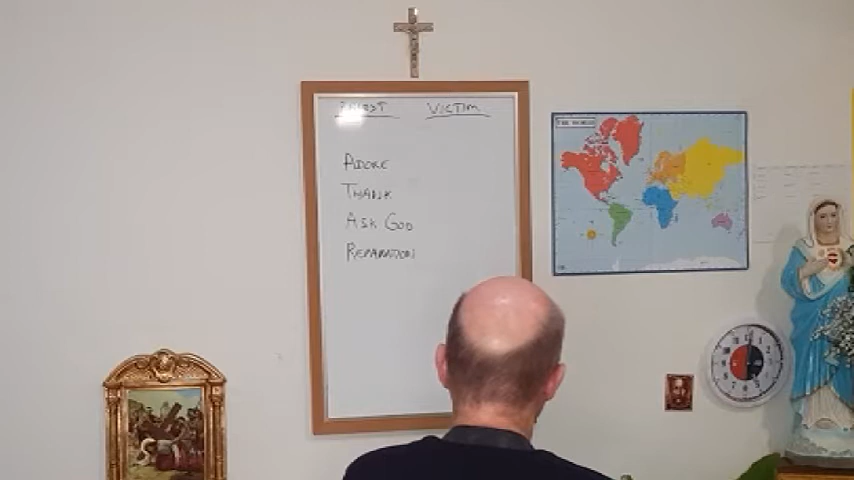 PRIEST VICTIM
ADORE
THANK
ASK GOD
REPARATION
THE WORLD